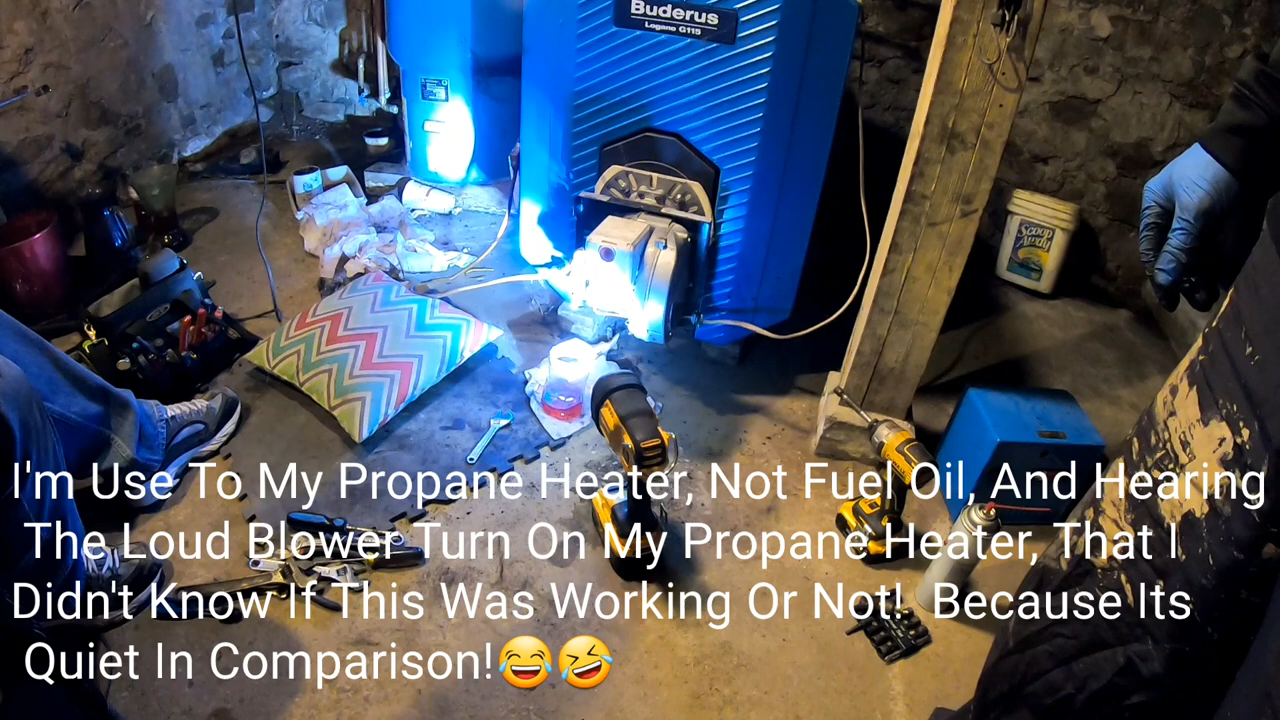 Buderus
Logano G115
Scoop
Away
I'm Use To My Propane Heater, Not Fuel Oil, And Hearing
The Loud Blower Turn On My Propane Heater, That I
Didn't Know If This Was Working Or Not! Because Its
Quiet In Comparison!😂🤣